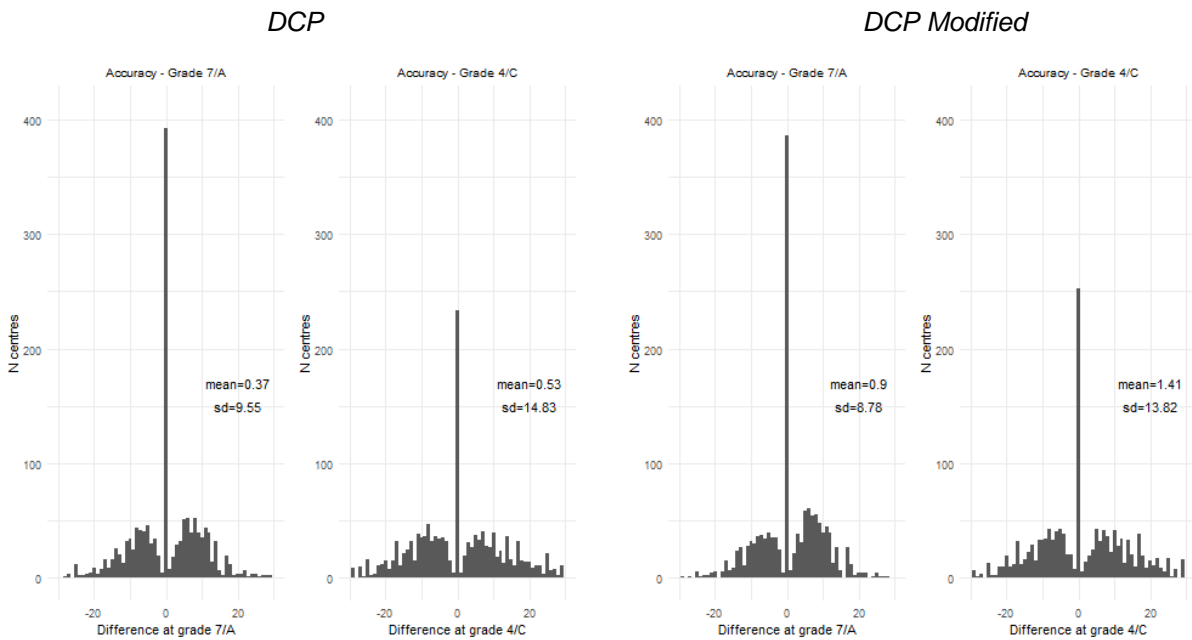 DCP
DCP Modified
Accuracy - Grade 7/A
Accuracy - Grade 4/C
Accuracy - Grade 7/A
Accuracy - Grade 4/C
400
300
200
100
0
N centres
mean=0.37
sd=9.55
-20 0 20
Difference at grade 7/A
400
300
200
100
0
N centres
mean=0.53
sd=14.83
-20 0 20
Difference at grade 4/C
400
300
200
100
0
N centres
mean=0.9
sd=8.78
-20 0 20
Difference at grade 7/A
400
300
200
100
0
N centres
mean=1.41
sd=13.82
-20 0 20
Difference at grade 4/C